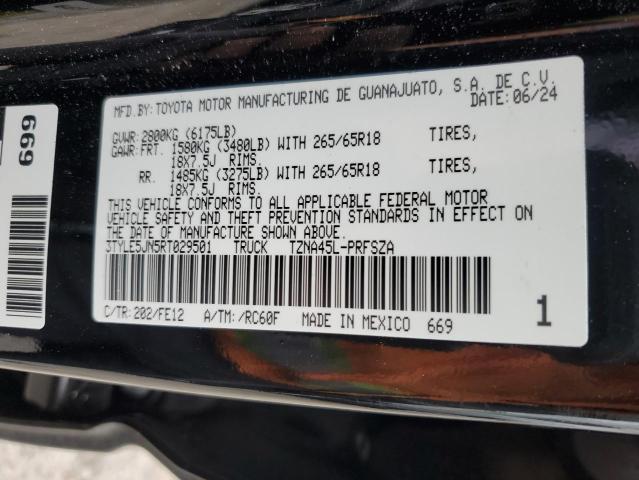 MFD.BY:TOYOTA MOTOR MANUFACTURING DE GUANAJUATO, S.A. DE C.V.
DATE:06/24
GVWR:2800KG (6175LB)
GAWR:FRT. 1580KG (3480LB) WITH 265/65R18 TIRES,
18X7.5J RIMS.
RR. 1485KG (3275LB) WITH 265/65R18 TIRES,
18X7.5J RIMS.
THIS VEHICLE CONFORMS TO ALL APPLICABLE FEDERAL MOTOR
VEHICLE SAFETY AND THEFT PREVENTION STANDARDS IN EFFECT ON
THE DATE OF MANUFACTURE SHOWN ABOVE.
3TYLE5JN5RT029501 TRUCK TZNA45L-PRFSZA
C/TR:202/FE12 A/TM:/RC60F MADE IN MEXICO 669 1
669